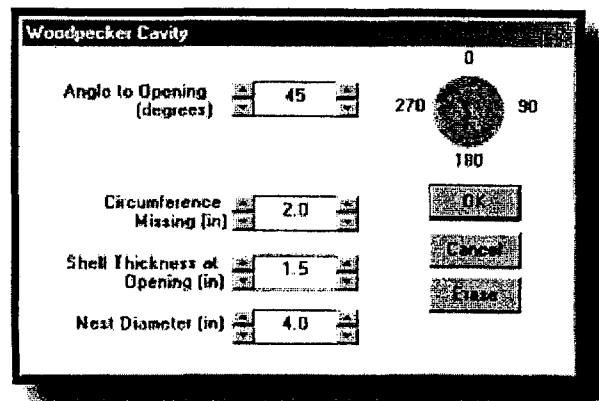 Woodpecker Cavity
0
Angle to Opening
(degrees)
45
270
90
180
Circumference
Missing (in)
2.0
OK
Shell Thickness at
Opening (in)
1.5
Cancel
Nest Diameter (in)
4.0
Erase